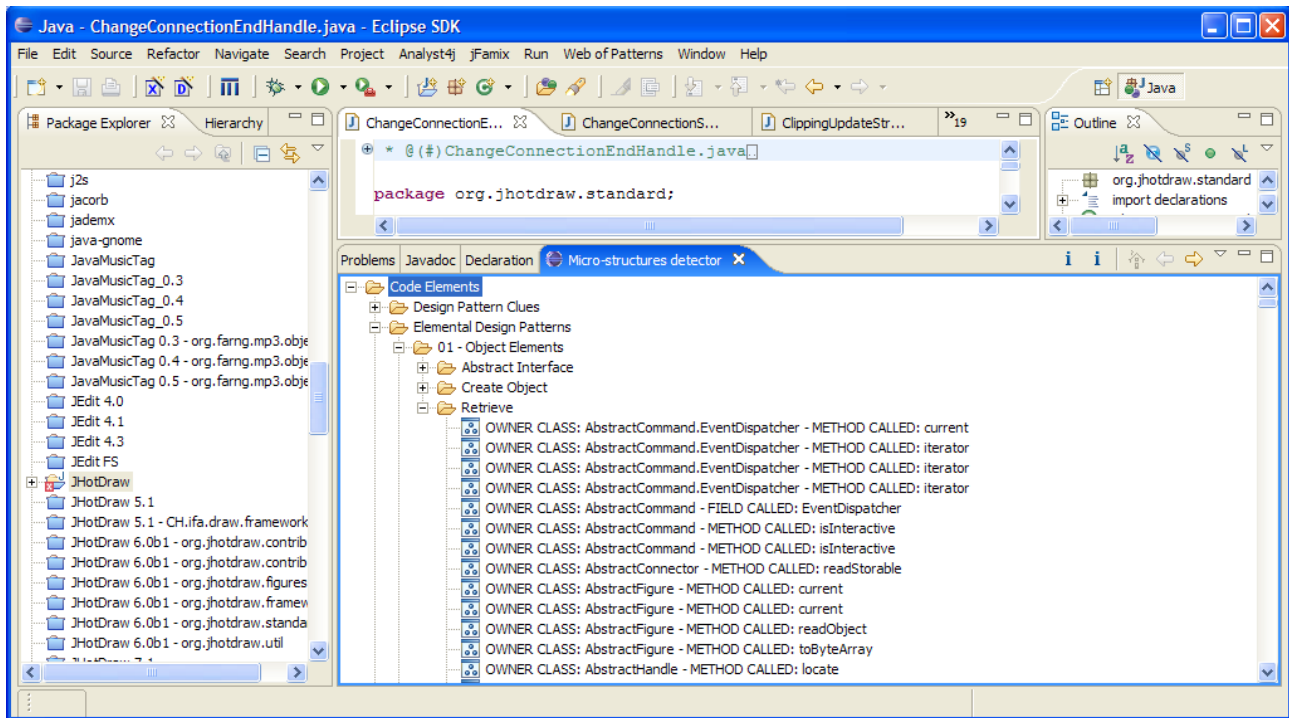 Java - ChangeConnectionEndHandle.java - Eclipse SDK
File Edit Source Refactor Navigate Search Project Analyst4j jFamix Run Web of Patterns Window Help
Java
Package Explorer
Hierarchy
j2s
jacorb
jademx
java-gnome
JavaMusicTag
JavaMusicTag_0.3
JavaMusicTag_0.4
JavaMusicTag_0.5
JavaMusicTag 0.3 - org.farng.mp3.obje
JavaMusicTag 0.4 - org.farng.mp3.obje
JavaMusicTag 0.5 - org.farng.mp3.obje
JEdit 4.0
JEdit 4.1
JEdit 4.3
JEdit FS
JHotDraw
JHotDraw 5.1
JHotDraw 5.1 - CH.ifa.draw.framework
JHotDraw 6.0b1 - org.jhotdraw.contrib
JHotDraw 6.0b1 - org.jhotdraw.contrib
JHotDraw 6.0b1 - org.jhotdraw.figures
JHotDraw 6.0b1 - org.jhotdraw.framew
JHotDraw 6.0b1 - org.jhotdraw.standa
JHotDraw 6.0b1 - org.jhotdraw.util
ChangeConnectionE...
ChangeConnectionS...
ClippingUpdateStr...
»19
* @(#)ChangeConnectionEndHandle.java
package org.jhotdraw.standard;
Outline
org.jhotdraw.standard
import declarations
Problems
Javadoc
Declaration
Micro-structures detector
Code Elements
Design Pattern Clues
Elemental Design Patterns
01 - Object Elements
Abstract Interface
Create Object
Retrieve
OWNER CLASS: AbstractCommand.EventDispatcher - METHOD CALLED: current
OWNER CLASS: AbstractCommand.EventDispatcher - METHOD CALLED: iterator
OWNER CLASS: AbstractCommand.EventDispatcher - METHOD CALLED: iterator
OWNER CLASS: AbstractCommand.EventDispatcher - METHOD CALLED: iterator
OWNER CLASS: AbstractCommand - FIELD CALLED: EventDispatcher
OWNER CLASS: AbstractCommand - METHOD CALLED: isInteractive
OWNER CLASS: AbstractCommand - METHOD CALLED: isInteractive
OWNER CLASS: AbstractConnector - METHOD CALLED: readStorable
OWNER CLASS: AbstractFigure - METHOD CALLED: current
OWNER CLASS: AbstractFigure - METHOD CALLED: current
OWNER CLASS: AbstractFigure - METHOD CALLED: readObject
OWNER CLASS: AbstractFigure - METHOD CALLED: toByteArray
OWNER CLASS: AbstractHandle - METHOD CALLED: locate